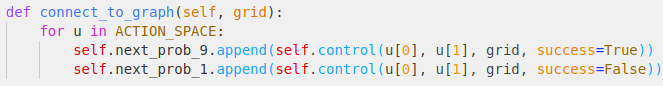 def connect_to_graph(self, grid):
    for u in ACTION_SPACE:
        self.next_prob_9.append(self.control(u[0], u[1], grid, success=True))
        self.next_prob_1.append(self.control(u[0], u[1], grid, success=False))